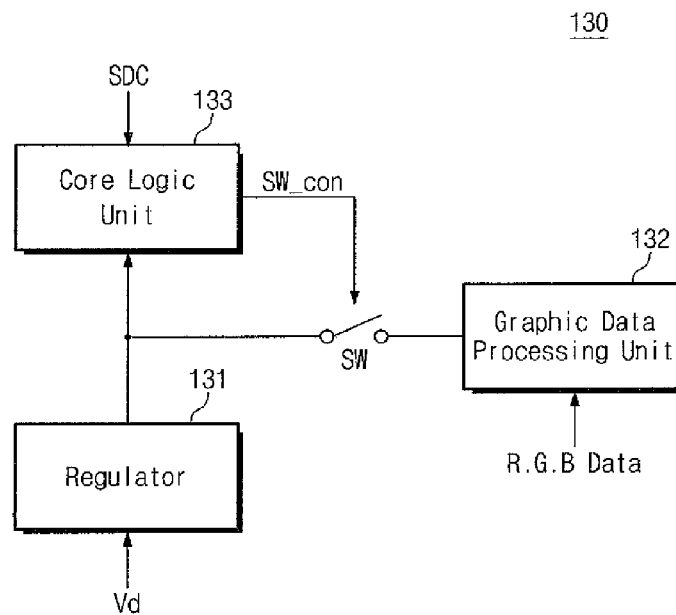 130
SDC
133
Core Logic
Unit
SW_con
132
Graphic Data
Processing Unit
SW
131
Regulator
R.G.B Data
Vd